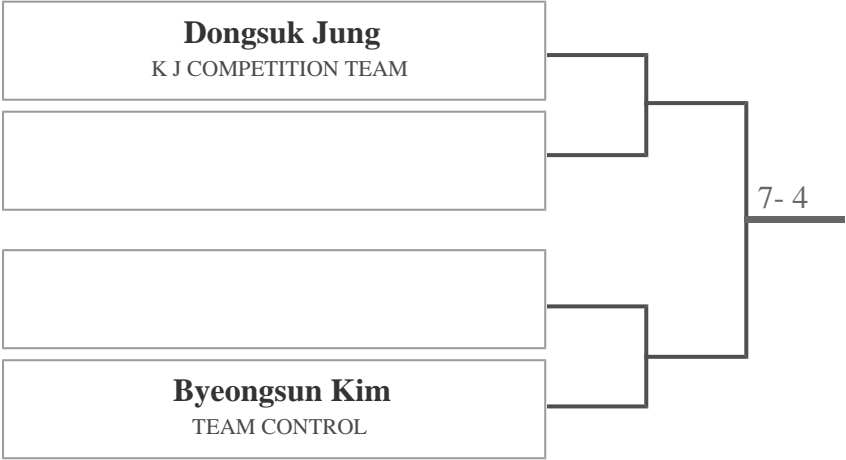 Dongsuk Jung
K J COMPETITION TEAM
7- 4
Byeongsun Kim
TEAM CONTROL